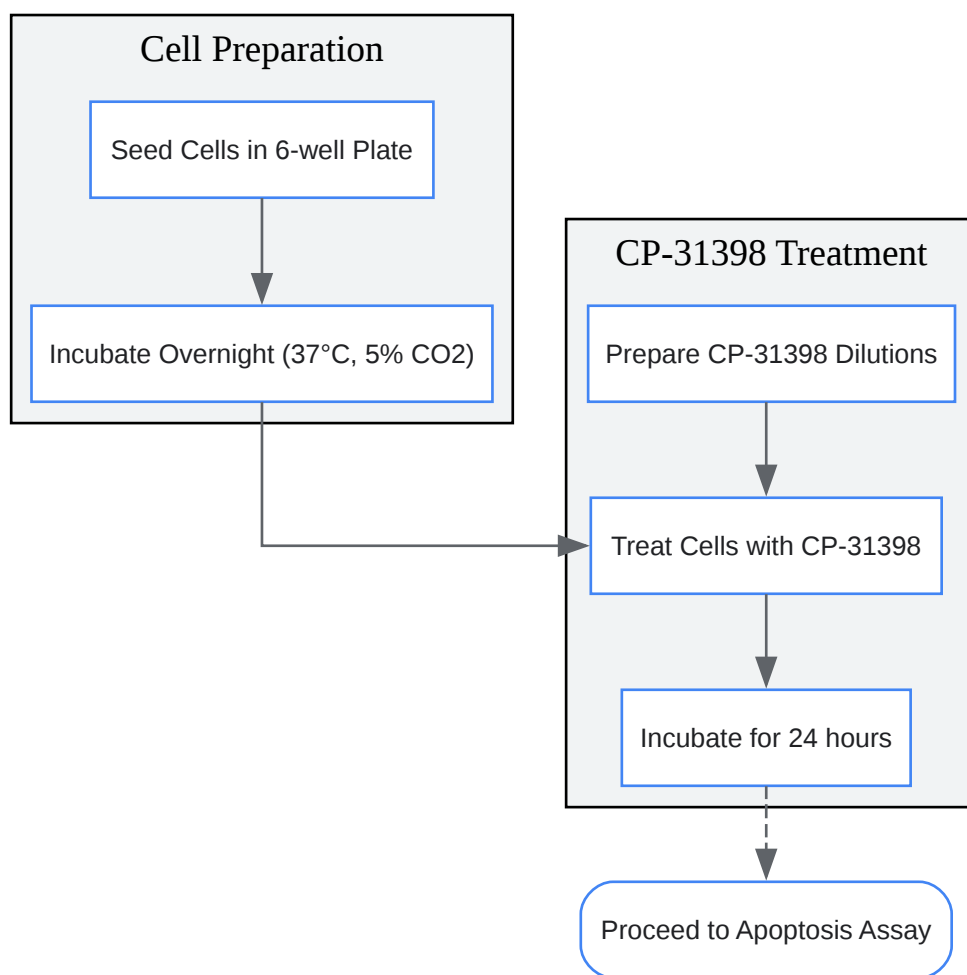 Cell Preparation
Seed Cells in 6-well Plate
Incubate Overnight (37°C, 5% CO2)
CP-31398 Treatment
Prepare CP-31398 Dilutions
Treat Cells with CP-31398
Incubate for 24 hours
Proceed to Apoptosis Assay